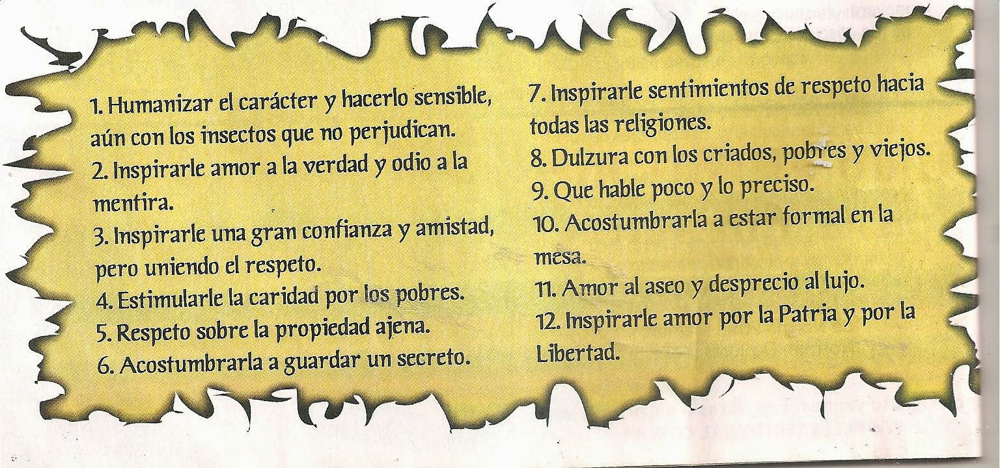 1. Humanizar el carácter y hacerlo sensible,
aún con los insectos que no perjudican.
2. Inspirarle amor a la verdad y odio a la
mentira.
3. Inspirarle una gran confianza y amistad,
pero uniendo el respeto.
4. Estimularle la caridad por los pobres.
5. Respeto sobre la propiedad ajena.
6. Acostumbrarla a guardar un secreto.
7. Inspirarle sentimientos de respeto hacia
todas las religiones.
8. Dulzura con los criados, pobres y viejos.
9. Que hable poco y lo preciso.
10. Acostumbrarla a estar formal en la
mesa.
11. Amor al aseo y desprecio al lujo.
12. Inspirarle amor por la Patria y por la
Libertad.